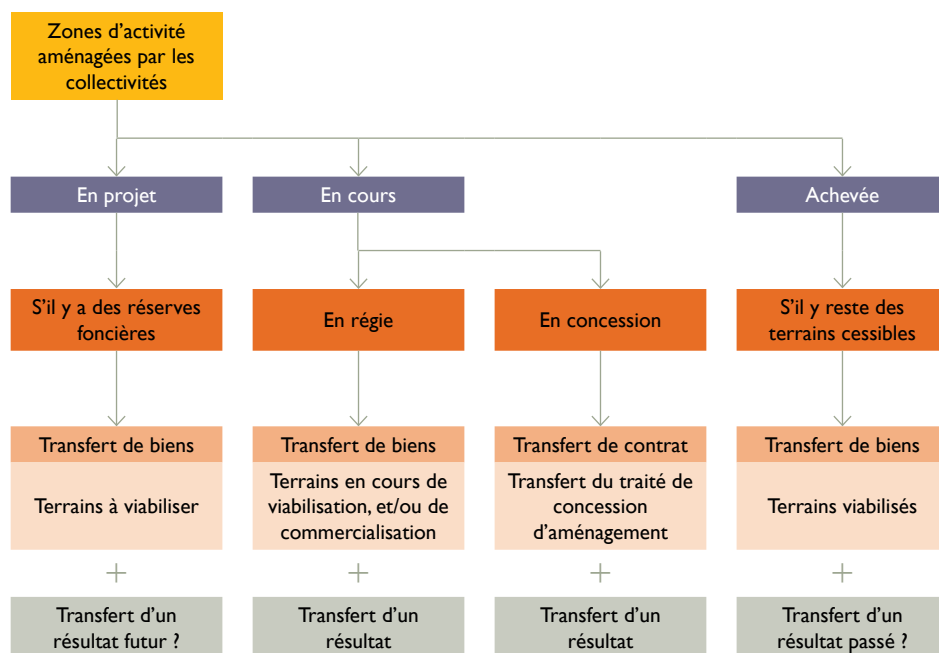 Zones d’activité
aménagées par les
collectivités
En projet
En cours
Achevée
S’il y a des réserves
foncières
En régie
En concession
S’il y reste des
terrains cessibles
Transfert de biens
Transfert de biens
Transfert de contrat
Transfert de biens
Terrains à viabiliser
Terrains en cours de
viabilisation, et/ou de
commercialisation
Transfert du traité de
concession
d’aménagement
Terrains viabilisés
+
+
+
+
Transfert d’un
résultat futur ?
Transfert d’un
résultat
Transfert d’un
résultat
Transfert d’un
résultat passé ?